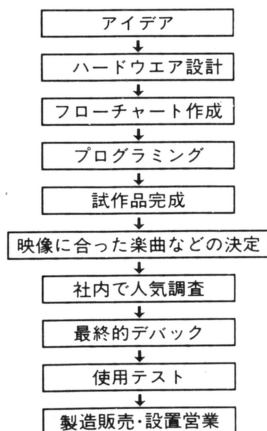 アイデア
ハードウエア設計
フローチャート作成
プログラミング
試作品完成
映像に合った楽曲などの決定
社内で人気調査
最終的デバック
使用テスト
製造販売・設置営業